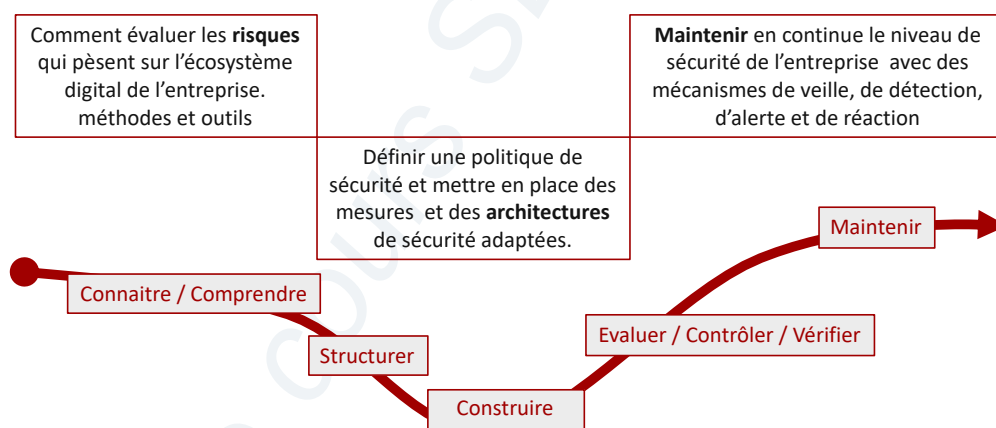 Comment évaluer les risques
qui pèsent sur l'écosystème
digital de l'entreprise.
méthodes et outils
Maintenir en continue le niveau de
sécurité de l'entreprise avec des
mécanismes de veille, de détection,
d'alerte et de réaction
Définir une politique de
sécurité et mettre en place des
mesures et des architectures
de sécurité adaptées.
Maintenir
Connaitre / Comprendre
Evaluer / Contrôler / Vérifier
Structurer
Construire
cours